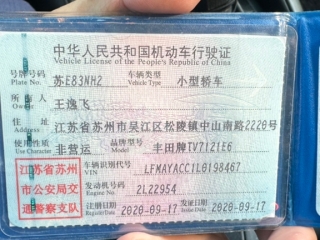 中华人民共和国机动车行驶证
Vehicle License of the People's Republic of China
号牌号码 苏E83NH2 车辆类型 小型轿车
Plate No. Vehicle Type
所有人 王逸飞
Owner
住址 江苏省苏州市吴江区松陵镇中山南路2220号
Address
使用性质 非营运 品牌型号 丰田牌TV7121E6
Use Character Model
江苏省苏州 车辆识别代号 LFMAYACC1L0198467
VIN
市公安局交 发动机号码 2L22954
Engine No.
通警察支队 注册日期 2020-09-17 发证日期 2020-09-17
Register Date Issue Date